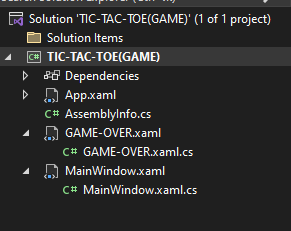 Solution 'TIC-TAC-TOE(GAME)' (1 of 1 project)
Solution Items
C# TIC-TAC-TOE(GAME)
Dependencies
App.xaml
C# AssemblyInfo.cs
GAME-OVER.xaml
C# GAME-OVER.xaml.cs
MainWindow.xaml
C# MainWindow.xaml.cs